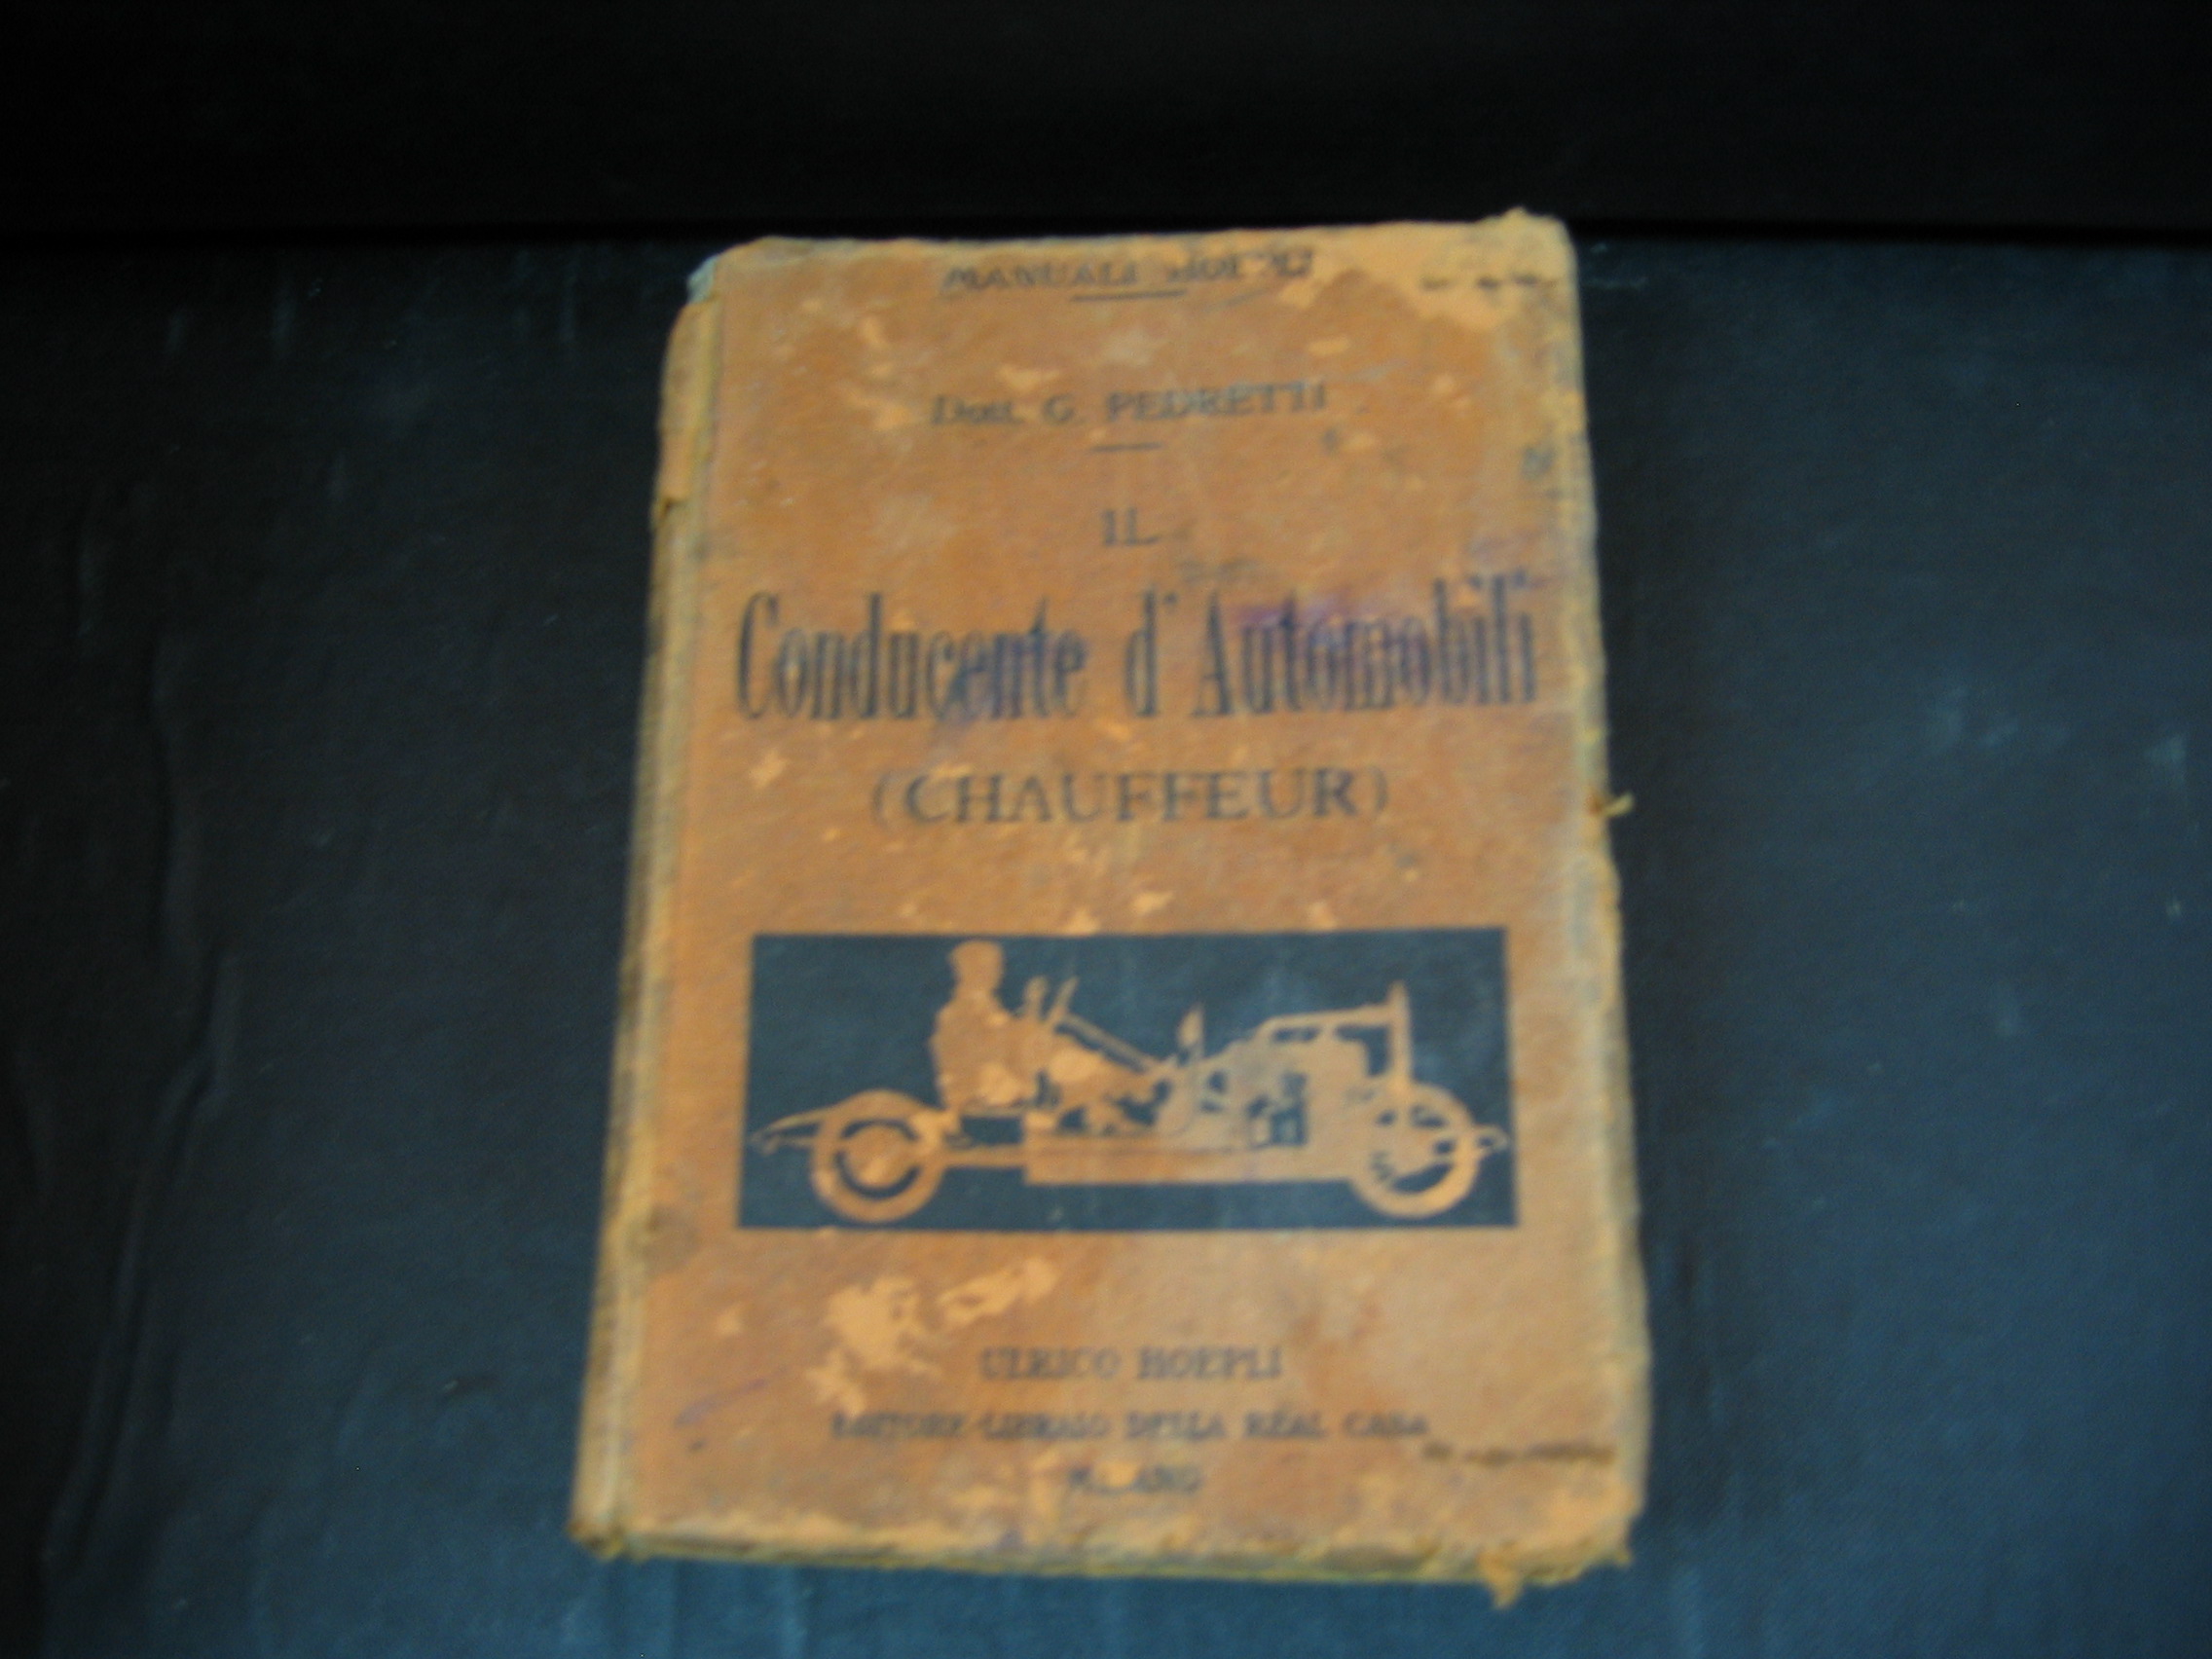 MANUALI HOEPLI
Dott. G. PEDRETTI
IL
Conducente d'Automobili
(CHAUFFEUR)
ULRICO HOEPLI
EDITORE-LIBRAIO DELLA REAL CASA
MILANO